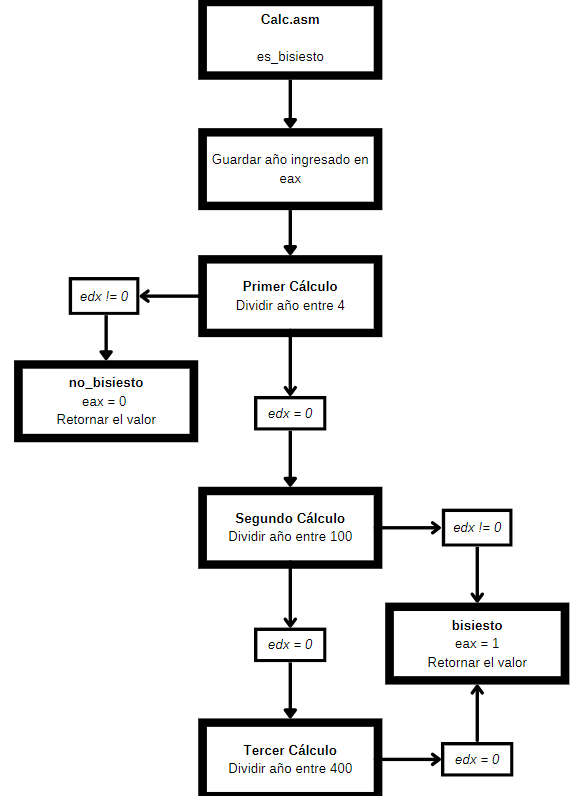 Calc.asm
es_bisiesto
Guardar año ingresado en
eax
Primer Cálculo
Dividir año entre 4
edx != 0
no_bisiesto
eax = 0
Retornar el valor
edx = 0
Segundo Cálculo
Dividir año entre 100
edx != 0
bisiesto
eax = 1
Retornar el valor
edx = 0
Tercer Cálculo
Dividir año entre 400
edx = 0